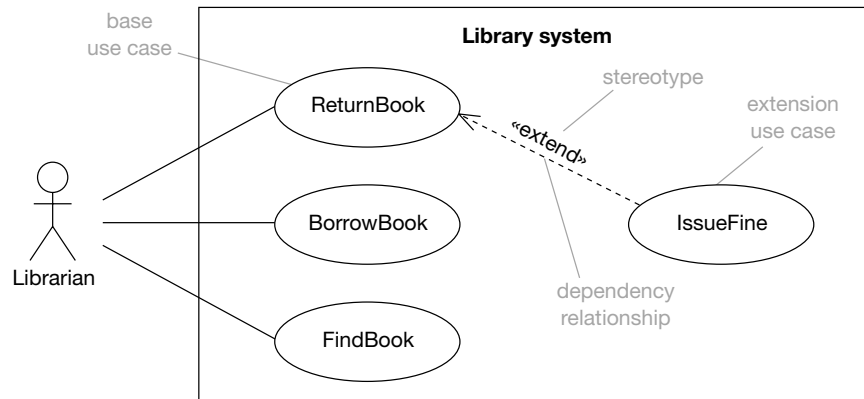 base
use case
Library system
stereotype
ReturnBook
«extend»
extension
use case
BorrowBook
IssueFine
Librarian
dependency
relationship
FindBook